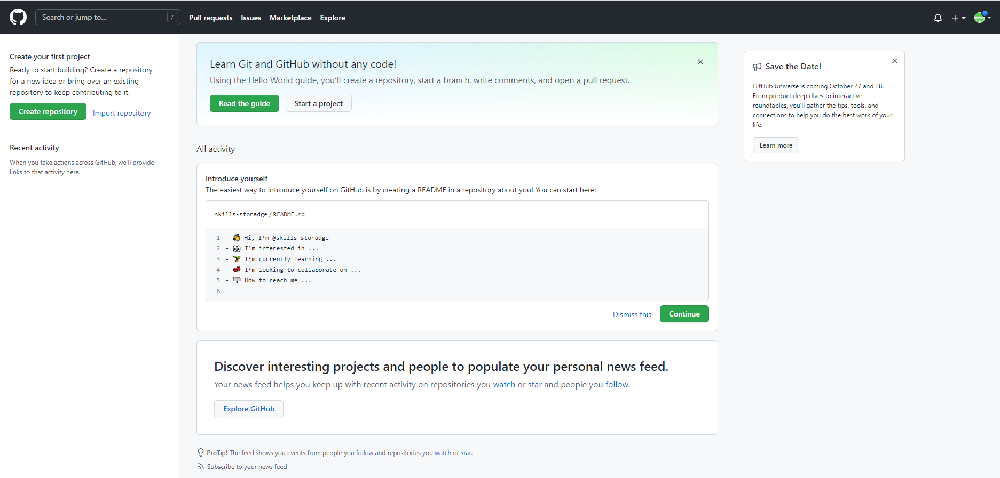 Search or jump to...
/
Pull requests
Issues
Marketplace
Explore
Create your first project
Ready to start building? Create a repository
for a new idea or bring over an existing
repository to keep contributing to it.
Create repository
Import repository
Recent activity
When you take actions across GitHub, we'll provide
links to that activity here.
Learn Git and GitHub without any code!
Using the Hello World guide, you'll create a repository, start a branch, write comments, and open a pull request.
Read the guide
Start a project
All activity
Introduce yourself
The easiest way to introduce yourself on GitHub is by creating a README in a repository about you! You can start here:
skills-storadge / README.md
1 - 👋 Hi, I'm @skills-storadge
2 - 👀 I'm interested in ...
3 - 🌱 I'm currently learning ...
4 - 💞️ I'm looking to collaborate on ...
5 - 📫 How to reach me ...
6
Dismiss this
Continue
Discover interesting projects and people to populate your personal news feed.
Your news feed helps you keep up with recent activity on repositories you watch or star and people you follow.
Explore GitHub
ProTip! The feed shows you events from people you follow and repositories you watch or star.
Subscribe to your news feed
Save the Date!
GitHub Universe is coming October 27 and 28.
From product deep dives to interactive
roundtables, you'll gather the tips, tools, and
connections to help you do the best work of your
life.
Learn more